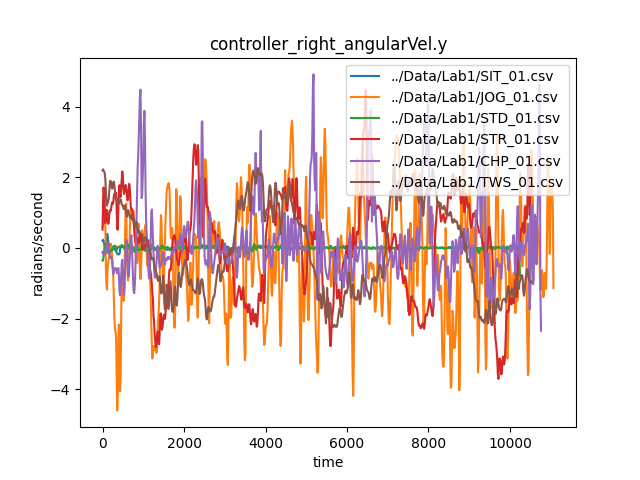 controller_right_angularVel.y
../Data/Lab1/SIT_01.csv
../Data/Lab1/JOG_01.csv
../Data/Lab1/STD_01.csv
../Data/Lab1/STR_01.csv
../Data/Lab1/CHP_01.csv
../Data/Lab1/TWS_01.csv
radians/second
4
2
0
−2
−4
0 2000 4000 6000 8000 10000
time